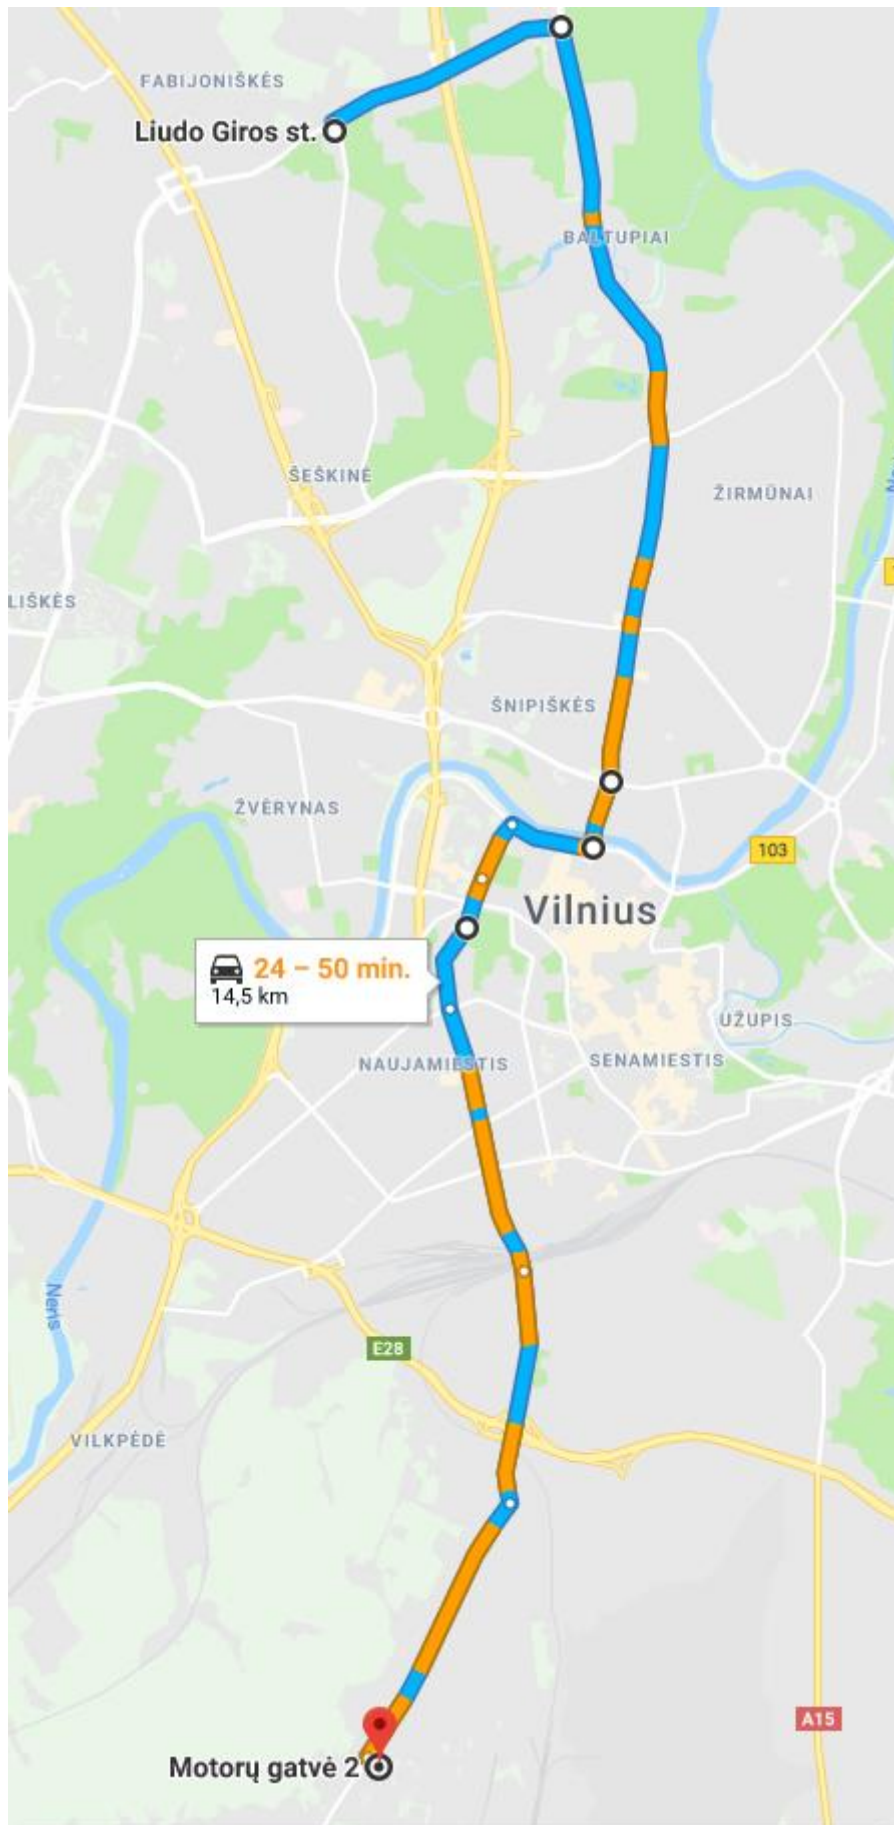 FABIJONIŠKĖS
Liudo Giros st.
BALTUPIAI
ŠEŠKINĖ
ŽIRMŪNAI
LIŠKĖS
ŠNIPIŠKĖS
ŽVĖRYNAS
103
Vilnius
24 – 50 min.
14,5 km
UŽUPIS
NAUJAMIESTIS
SENAMIESTIS
Neris
E28
VILKPĖDĖ
A15
Motorų gatvė 2